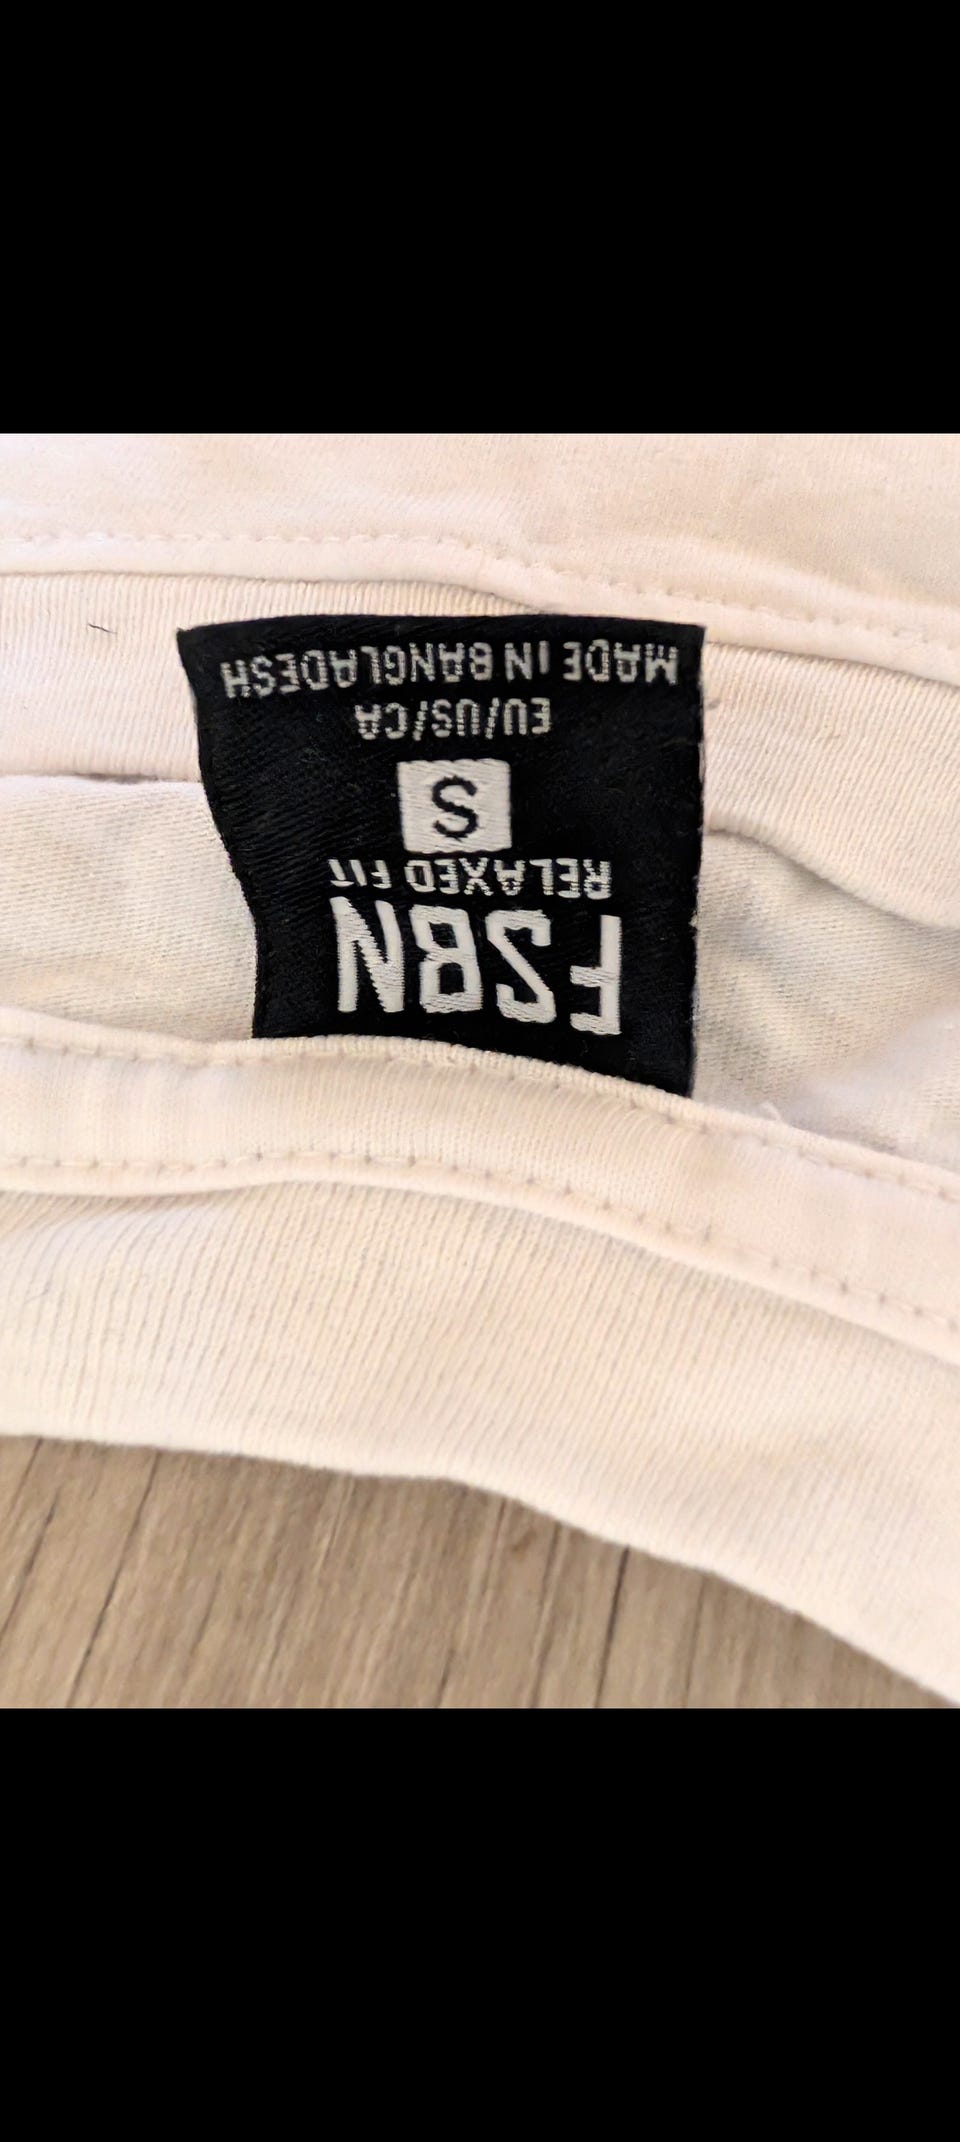 FSBN
RELAXED FIT
S
EU/US/CA
MADE IN BANGLADESH